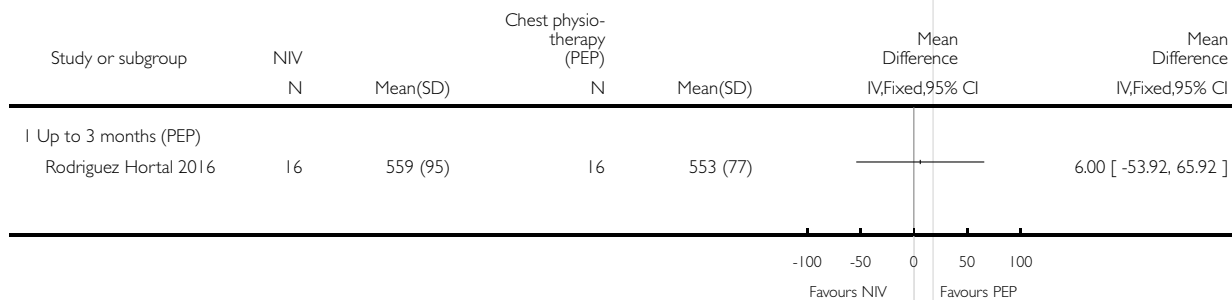 Study or subgroup NIV Chest physio-
therapy
(PEP) Mean
Difference Mean
Difference
N Mean(SD) N Mean(SD) IV,Fixed,95% CI IV,Fixed,95% CI
1 Up to 3 months (PEP)
Rodriguez Hortal 2016 16 559 (95) 16 553 (77) 6.00 [ -53.92, 65.92 ]
-100 -50 0 50 100
Favours NIV Favours PEP